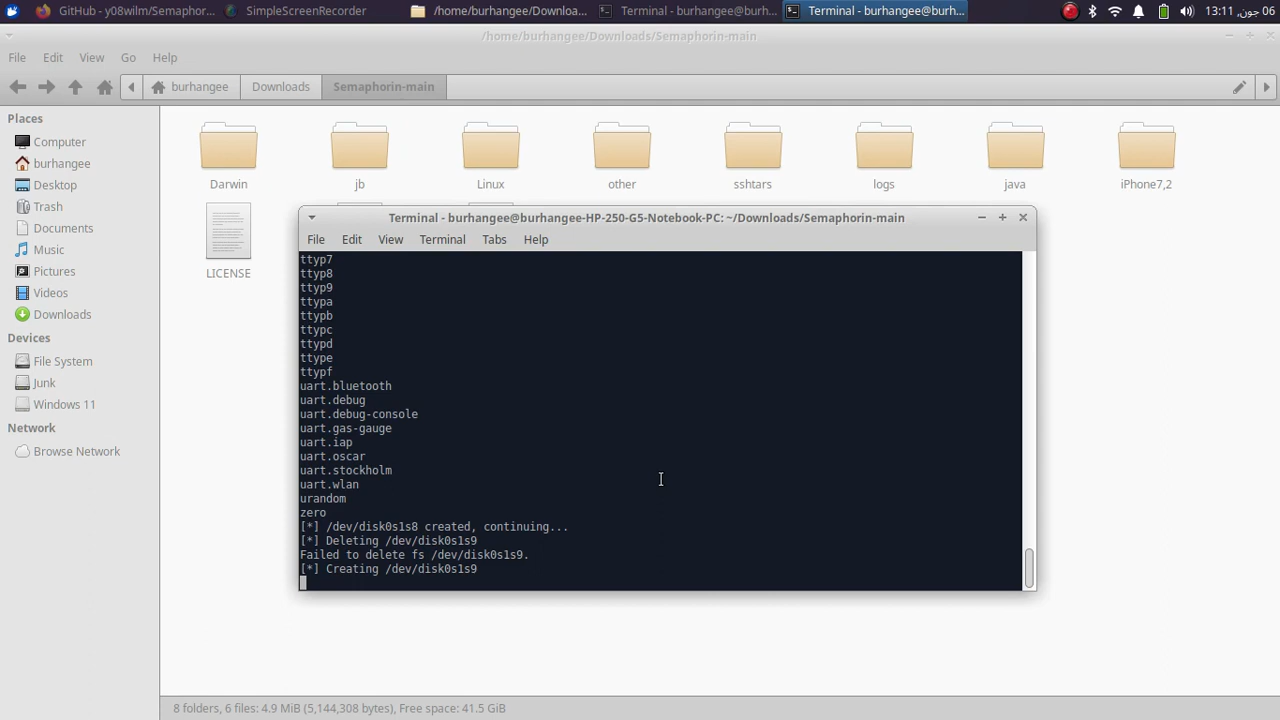 GitHub - y08wilm/Semaphor...
SimpleScreenRecorder
/home/burhangee/Downloa...
Terminal - burhangee@burh...
Terminal - burhangee@burh...
06 جون, 13:11
/home/burhangee/Downloads/Semaphorin-main
File Edit View Go Help
burhangee Downloads Semaphorin-main
Places
Computer
burhangee
Desktop
Trash
Documents
Music
Pictures
Videos
Downloads
Devices
File System
Junk
Windows 11
Network
Browse Network
Darwin jb Linux other sshtars logs java iPhone7,2
LICENSE
Terminal - burhangee@burhangee-HP-250-G5-Notebook-PC: ~/Downloads/Semaphorin-main
File Edit View Terminal Tabs Help
ttyp7
ttyp8
ttyp9
ttypa
ttypb
ttypc
ttypd
ttype
ttypf
uart.bluetooth
uart.debug
uart.debug-console
uart.gas-gauge
uart.iap
uart.oscar
uart.stockholm
uart.wlan
urandom
zero
[*] /dev/disk0s1s8 created, continuing...
[*] Deleting /dev/disk0s1s9
Failed to delete fs /dev/disk0s1s9.
[*] Creating /dev/disk0s1s9
8 folders, 6 files: 4.9 MiB (5,144,308 bytes), Free space: 41.5 GiB